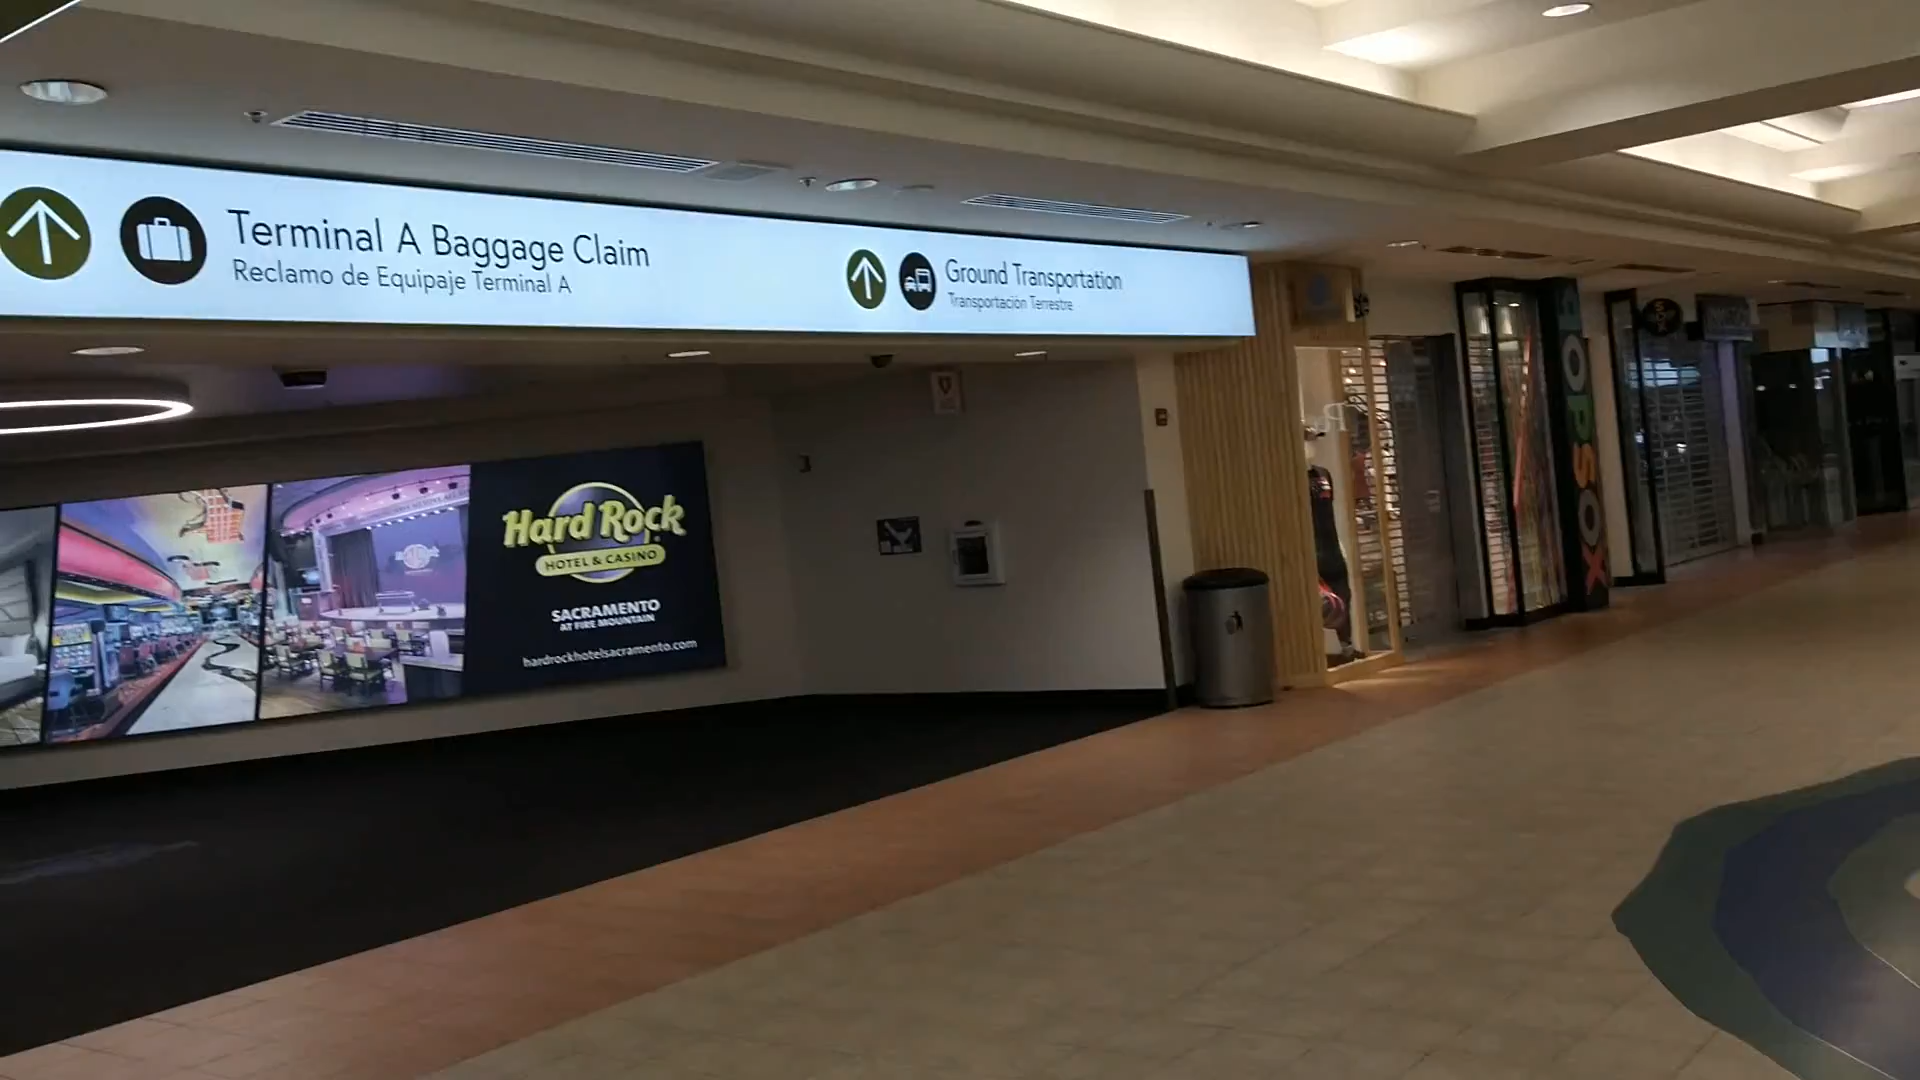 Terminal A Baggage Claim
Reclamo de Equipaje Terminal A
Ground Transportation
Transportación Terrestre
Hard Rock
HOTEL & CASINO
SACRAMENTO
AT FIRE MOUNTAIN
hardrockhotelsacramento.com